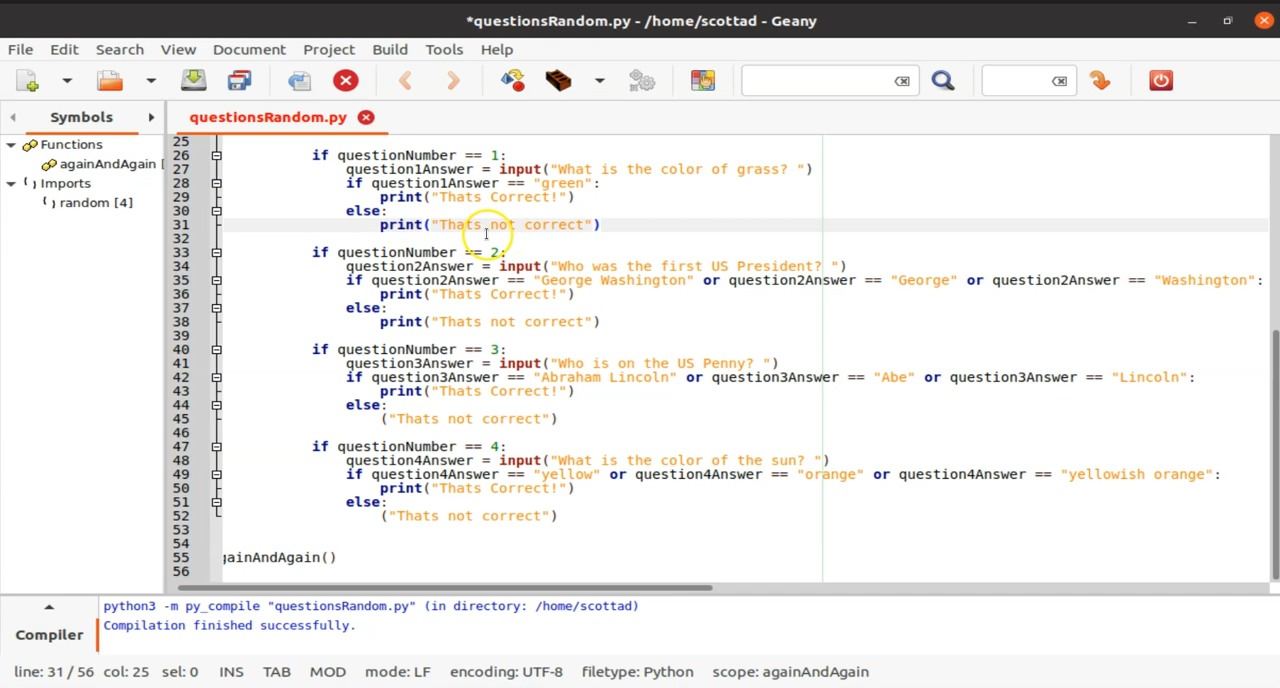 *questionsRandom.py - /home/scottad - Geany
File Edit Search View Document Project Build Tools Help
Symbols questionsRandom.py
Functions
againAndAgain [
Imports
random [4]
25
26 if questionNumber == 1:
27 question1Answer = input("What is the color of grass? ")
28 if question1Answer == "green":
29 print("Thats Correct!")
30 else:
31 print("Thats not correct")
32
33 if questionNumber == 2:
34 question2Answer = input("Who was the first US President? ")
35 if question2Answer == "George Washington" or question2Answer == "George" or question2Answer == "Washington":
36 print("Thats Correct!")
37 else:
38 print("Thats not correct")
39
40 if questionNumber == 3:
41 question3Answer = input("Who is on the US Penny? ")
42 if question3Answer == "Abraham Lincoln" or question3Answer == "Abe" or question3Answer == "Lincoln":
43 print("Thats Correct!")
44 else:
45 ("Thats not correct")
46
47 if questionNumber == 4:
48 question4Answer = input("What is the color of the sun? ")
49 if question4Answer == "yellow" or question4Answer == "orange" or question4Answer == "yellowish orange":
50 print("Thats Correct!")
51 else:
52 ("Thats not correct")
53
54
55 gainAndAgain()
56
python3 -m py_compile "questionsRandom.py" (in directory: /home/scottad)
Compilation finished successfully.
Compiler
line: 31 / 56 col: 25 sel: 0 INS TAB MOD mode: LF encoding: UTF-8 filetype: Python scope: againAndAgain